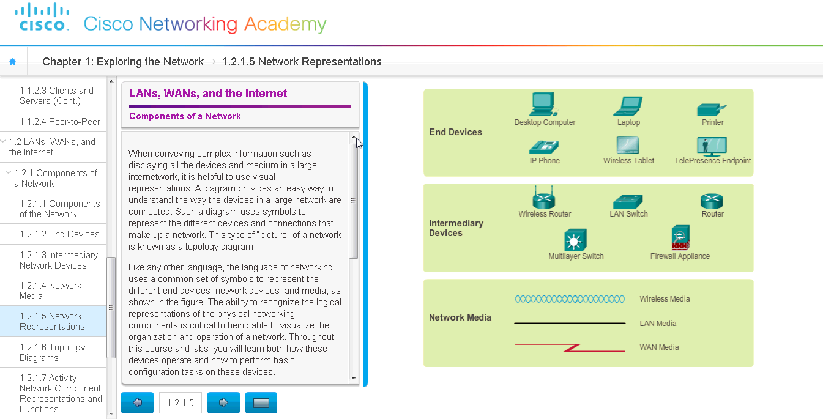 cisco.
Cisco Networking Academy
Chapter 1: Exploring the Network
1.2.1.5 Network Representations
1.1.2.3 Clients and
Servers (Cont.)
1.1.2.4 Peer-to-Peer
1.2 LANs, WANs, and
the Internet
1.2.1 Components of
a Network
1.2.1.1 Components
of the Network
1.2.1.2 End Devices
1.2.1.3 Intermediary
Network Devices
1.2.1.4 Network
Media
1.2.1.5 Network
Representations
1.2.1.6 Topology
Diagrams
1.2.1.7 Activity
Network Component
Representations and
Functions
LANs, WANs, and the Internet
Components of a Network
When conveying complex information such as
displaying all the devices and medium in a large
internetwork, it is helpful to use visual
representations. A diagram provides an easy way to
understand the way the devices in a large network are
connected. Such a diagram uses symbols to
represent the different devices and connections that
make up a network. This type of "picture" of a network
is known as a topology diagram.
Like any other language, the language of networking
uses a common set of symbols to represent the
different end devices, network devices, and media, as
shown in the figure. The ability to recognize the logical
representations of the physical networking
components is critical to being able to visualize the
organization and operation of a network. Throughout
this course and labs, you will learn both how these
devices operate and how to perform basic
configuration tasks on these devices.
1.2.1.5
End Devices
Desktop Computer
Laptop
Printer
IP Phone
Wireless Tablet
TelePresence Endpoint
Intermediary
Devices
Wireless Router
LAN Switch
Router
Multilayer Switch
Firewall Appliance
Network Media
Wireless Media
LAN Media
WAN Media